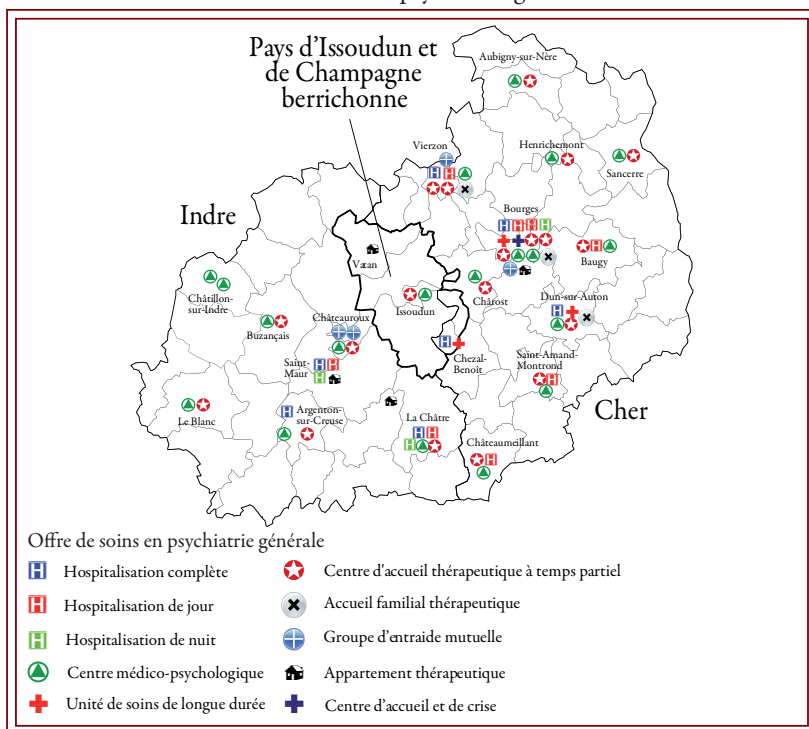 Pays d'Issoudun et
de Champagne
berrichonne
Aubigny-sur-Nère
Vierzon
Henrichemont
Sancerre
Indre
Bourges
Vatan
Baugy
Châtillon-
sur-Indre
Issoudun
Chârost
Dun-sur-Auron
Châteauroux
Buzançais
Saint-
Maur
Chezal-
Benoît
Saint-Amand-
Montrond
Cher
Le Blanc
Argenton-
sur-Creuse
La Châtre
Châteaumeillant
Offre de soins en psychiatrie générale
Hospitalisation complète
Centre d'accueil thérapeutique à temps partiel
Hospitalisation de jour
Accueil familial thérapeutique
Hospitalisation de nuit
Groupe d'entraide mutuelle
Centre médico-psychologique
Appartement thérapeutique
Unité de soins de longue durée
Centre d'accueil et de crise